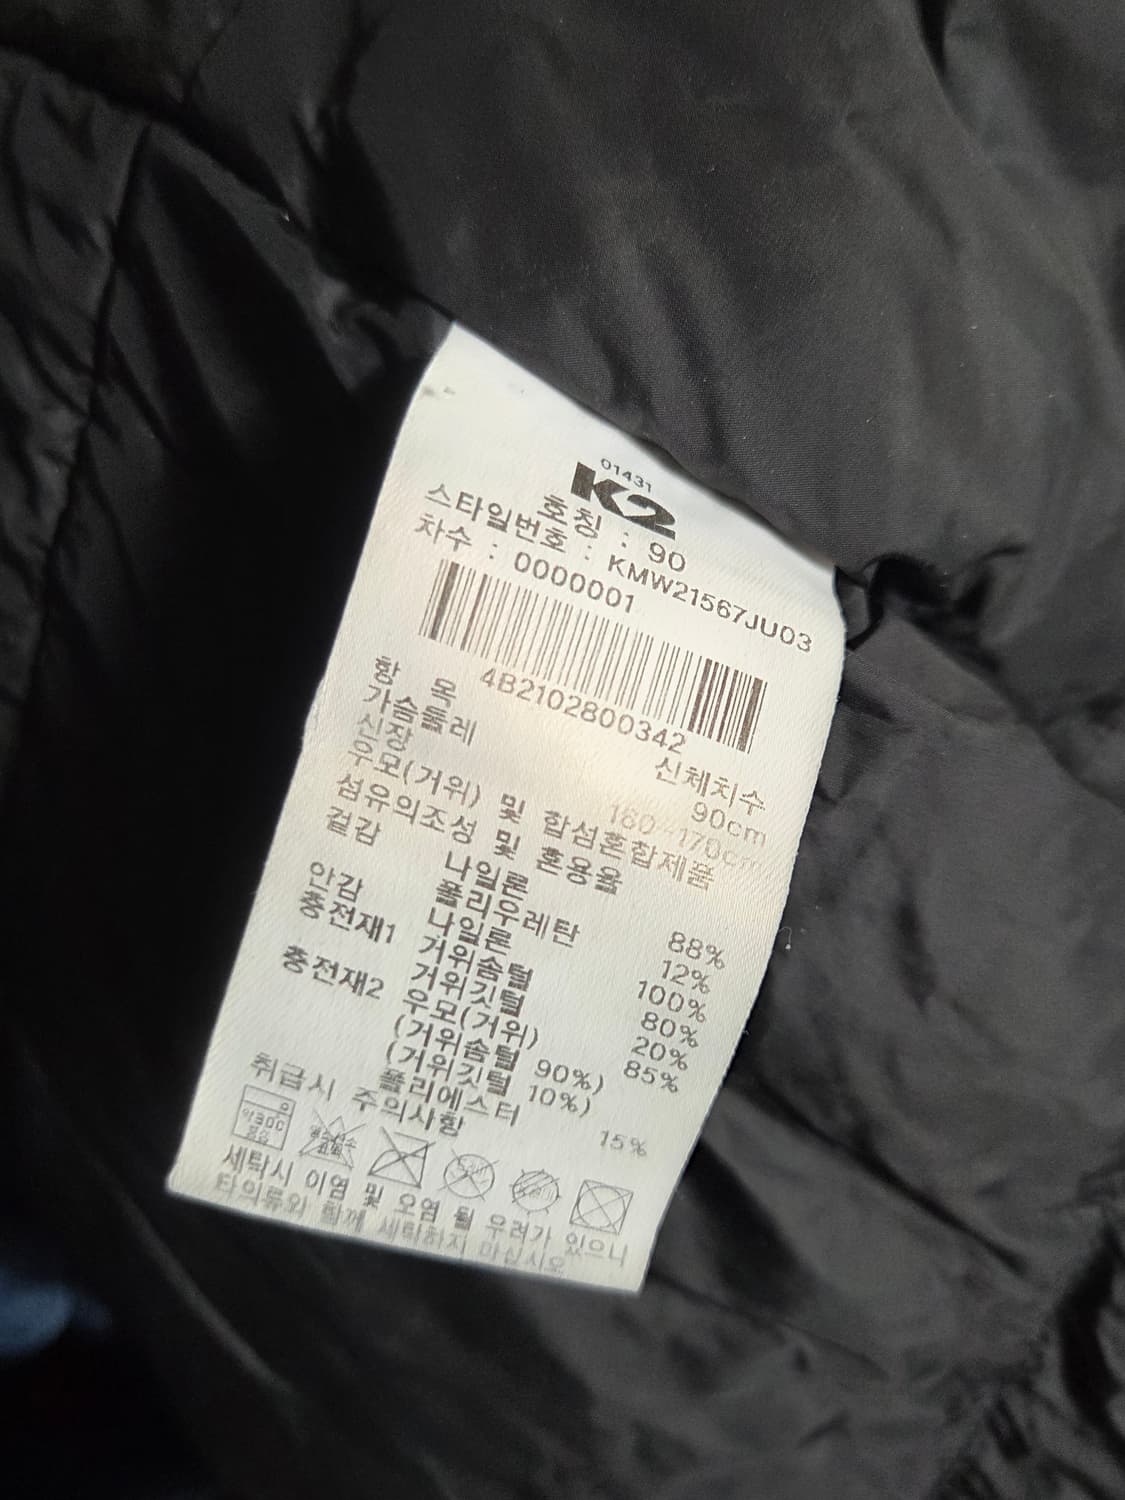 01431
K2
호칭 : 90
스타일번호 : KMW21567JU03
차수 : 0000001
4B2102800342
항 목 신체치수
가슴둘레 90cm
신장 160~170cm
우모(거위) 및 합섬혼합제품
섬유의조성 및 혼용율
겉감 나일론 88%
폴리우레탄 12%
안감 나일론 100%
충전재1 거위솜털 80%
거위깃털 20%
충전재2 우모(거위) 85%
(거위솜털 90%)
(거위깃털 10%)
폴리에스터 15%
취급시 주의사항
약30℃ 중성
세탁시 이염 및 오염 될 우려가 있으니
타의류와 함께 세탁하지 마십시오